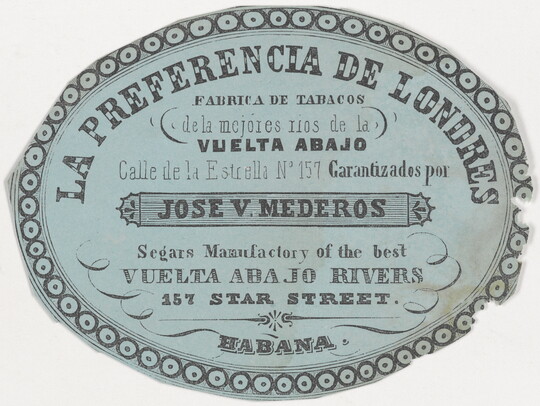 LA PREFERENCIA DE LONDRES
FABRICA DE TABACOS
de la mejores rios de la
VUELTA ABAJO
Calle de la Estrella Nº 157 Garantizados por
JOSE V. MEDEROS
Segars Manufactory of the best
VUELTA ABAJO RIVERS
157 STAR STREET.
HABANA.